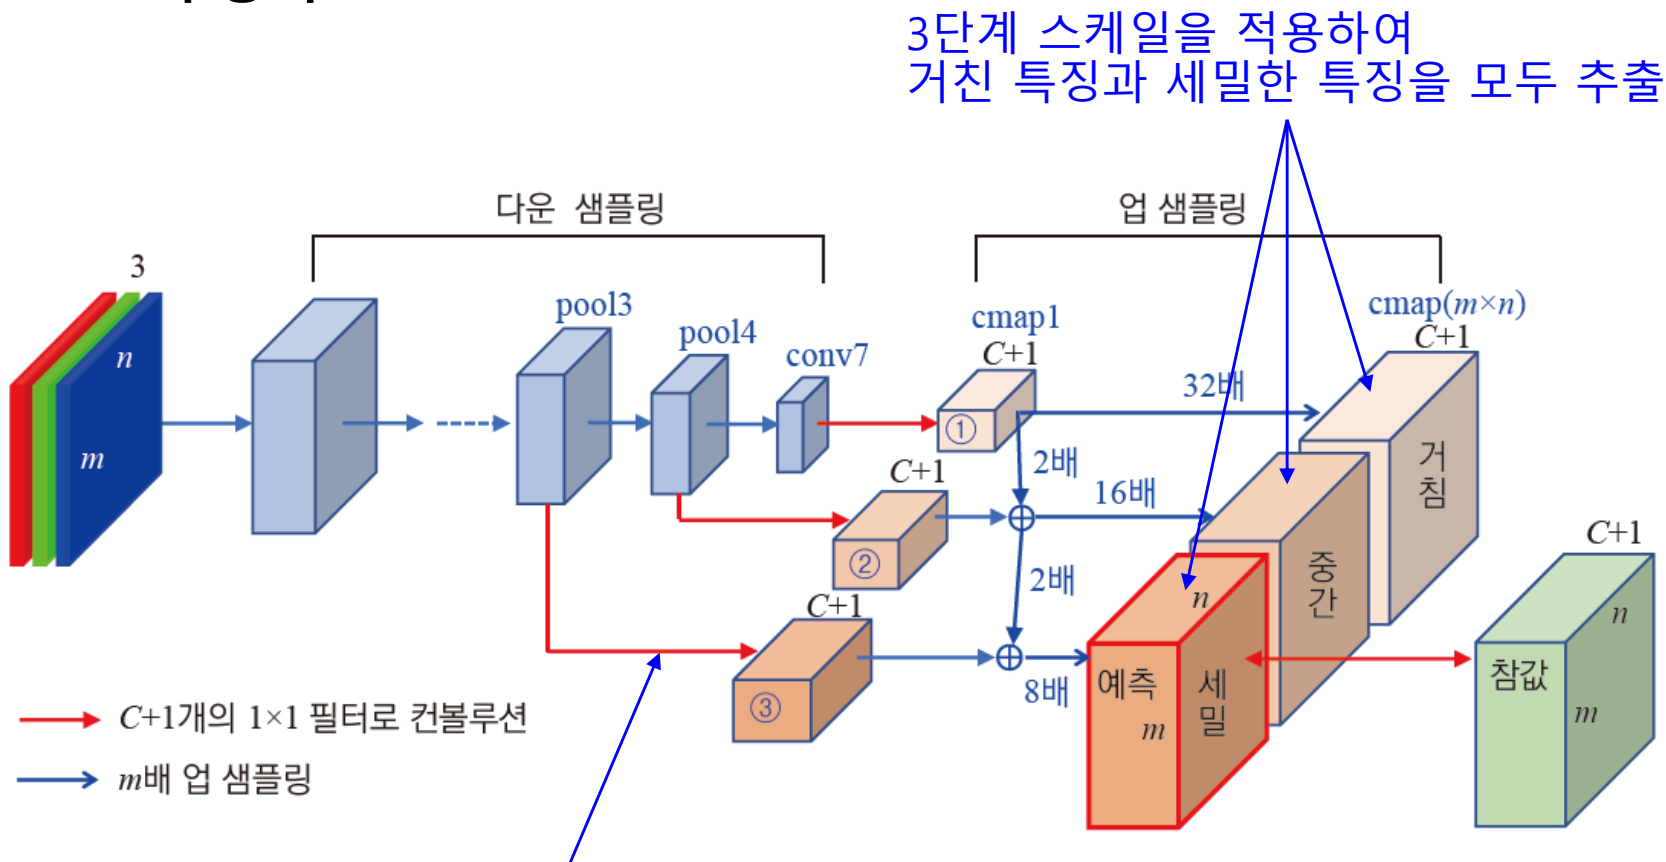 3단계 스케일을 적용하여
거친 특징과 세밀한 특징을 모두 추출
다운 샘플링
업 샘플링
3
n
m
pool3
pool4
conv7
cmap1
C+1
cmap(m×n)
C+1
32배
①
2배
거침
C+1
②
16배
중간
2배
C+1
③
8배
n
예측
세밀
m
C+1
n
참값
m
C+1개의 1×1 필터로 컨볼루션
m배 업 샘플링